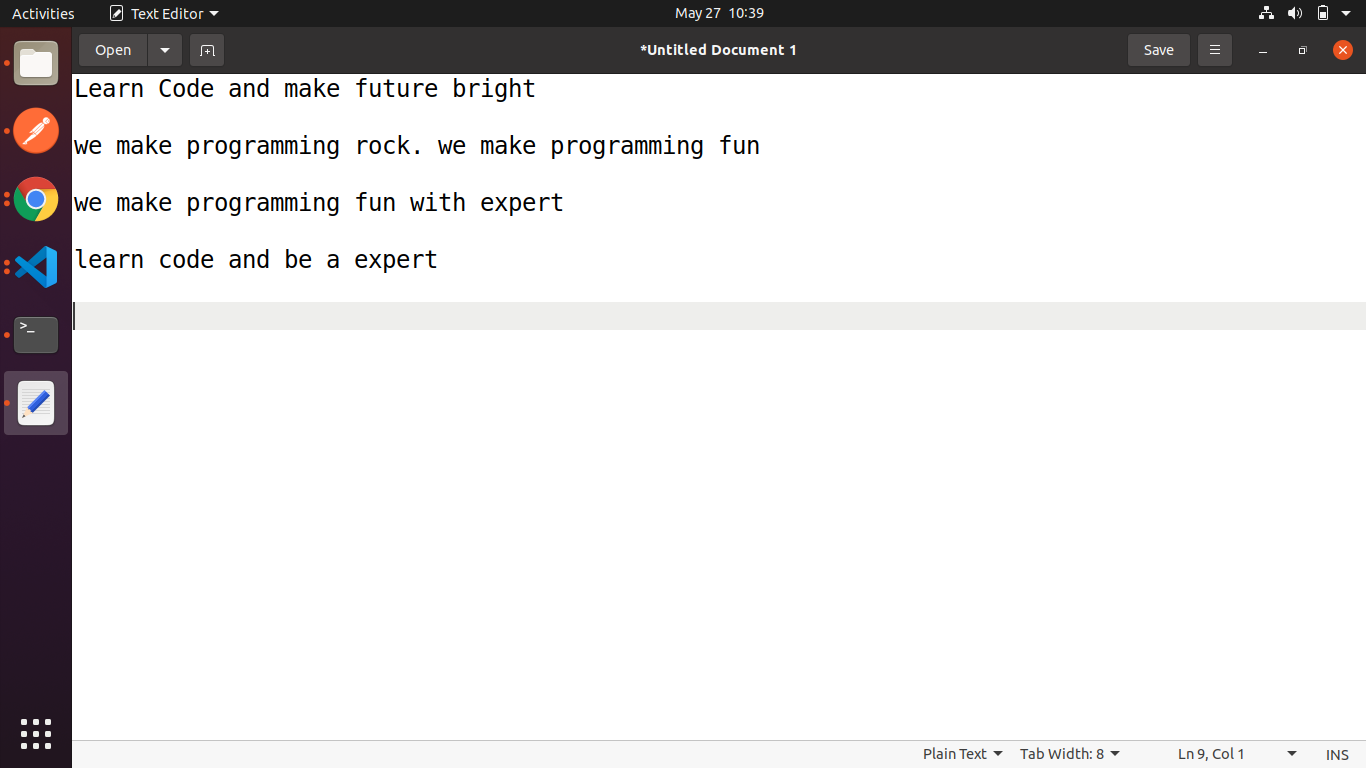 Activities Text Editor May 27 10:39
Open *Untitled Document 1 Save
Learn Code and make future bright
we make programming rock. we make programming fun
we make programming fun with expert
learn code and be a expert
>_
Plain Text Tab Width: 8 Ln 9, Col 1 INS